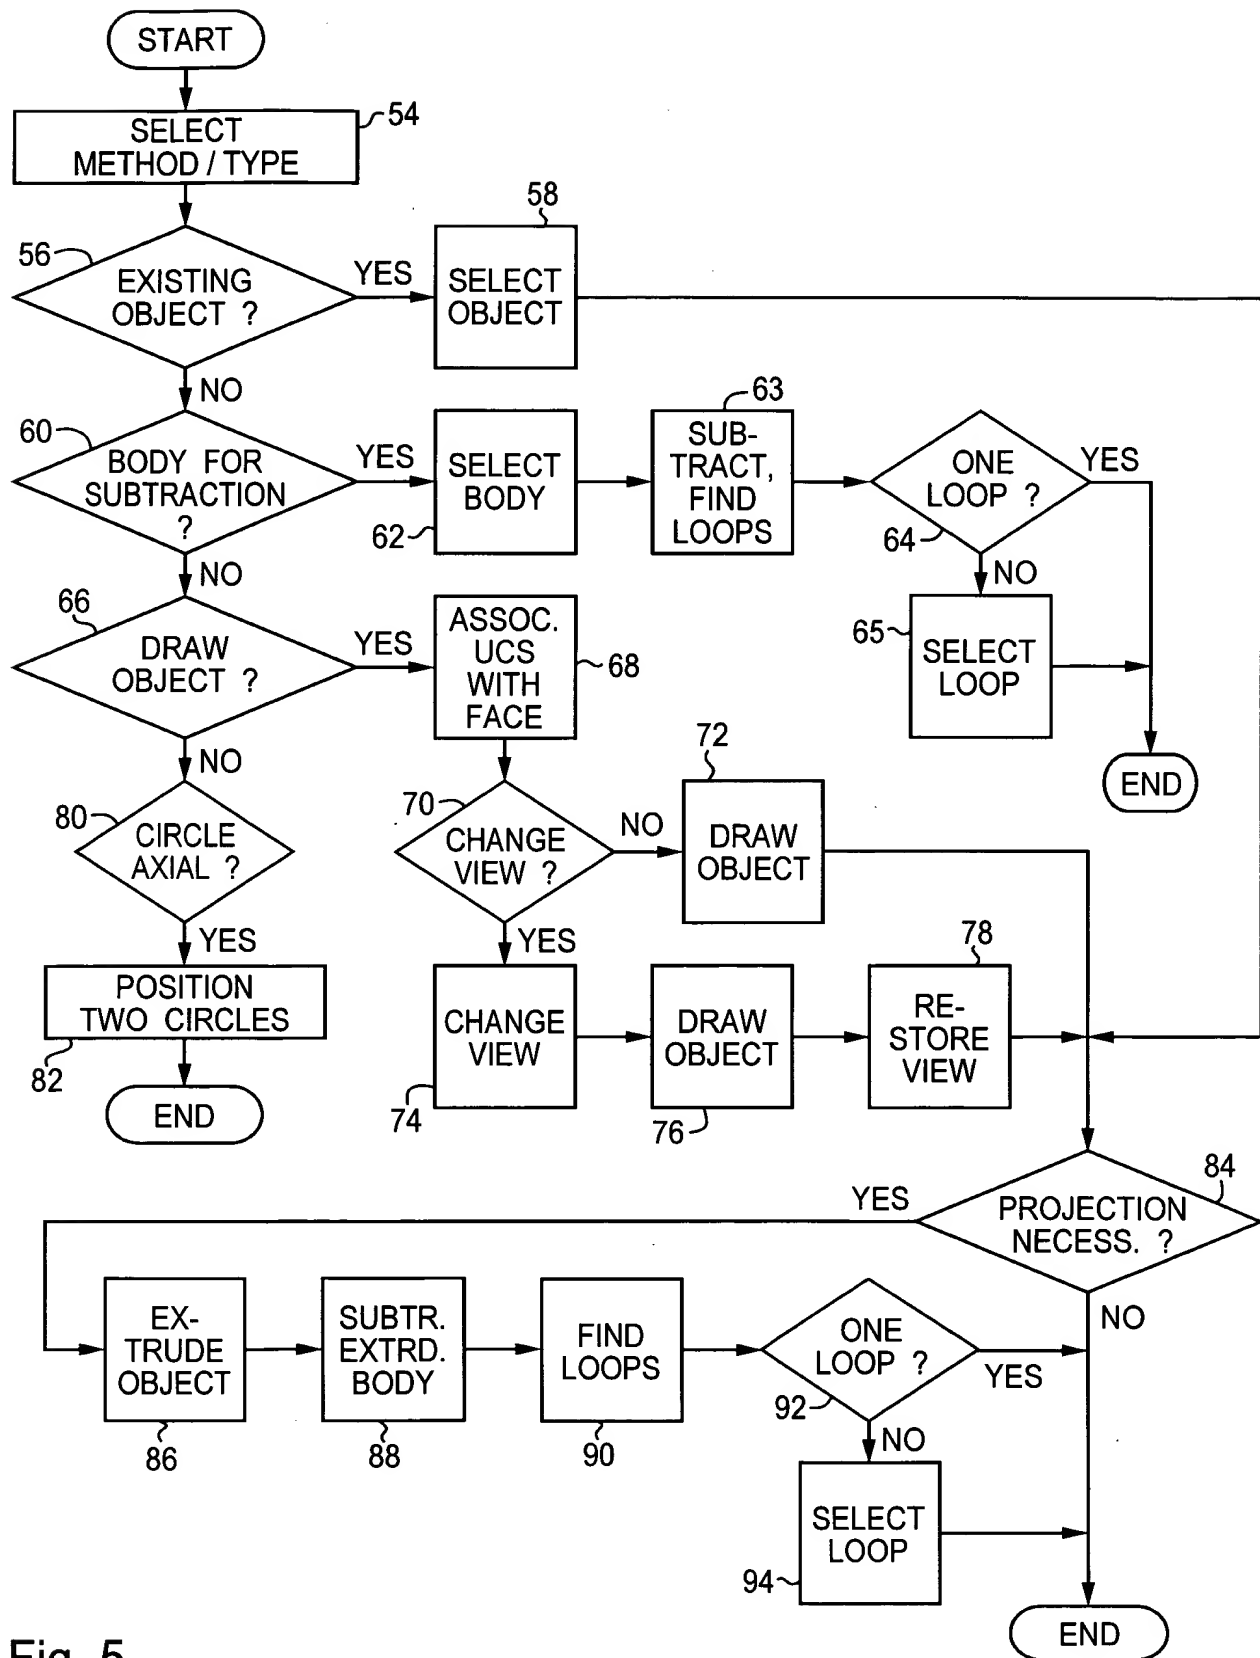 START
54
SELECT
METHOD / TYPE
58
56
EXISTING
OBJECT ?
YES
SELECT
OBJECT
NO
63
60
BODY FOR
SUBTRACTION
?
YES
SELECT
BODY
62
SUB-
TRACT,
FIND
LOOPS
ONE
LOOP ?
YES
64
NO
NO
66
DRAW
OBJECT ?
YES
ASSOC.
UCS
WITH
FACE
68
65
SELECT
LOOP
END
NO
72
80
CIRCLE
AXIAL ?
70
CHANGE
VIEW ?
NO
DRAW
OBJECT
YES
YES
78
POSITION
TWO CIRCLES
82
CHANGE
VIEW
74
DRAW
OBJECT
76
RE-
STORE
VIEW
END
84
YES
PROJECTION
NECESS. ?
NO
EX-
TRUDE
OBJECT
86
SUBTR.
EXTRD.
BODY
88
FIND
LOOPS
90
ONE
LOOP ?
YES
92
NO
SELECT
LOOP
94
END
Fig. 5